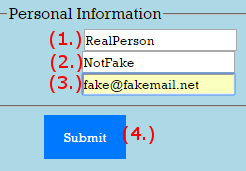 Personal Information
(1.) RealPerson
(2.) NotFake
(3.) fake@fakemail.net
Submit (4.)